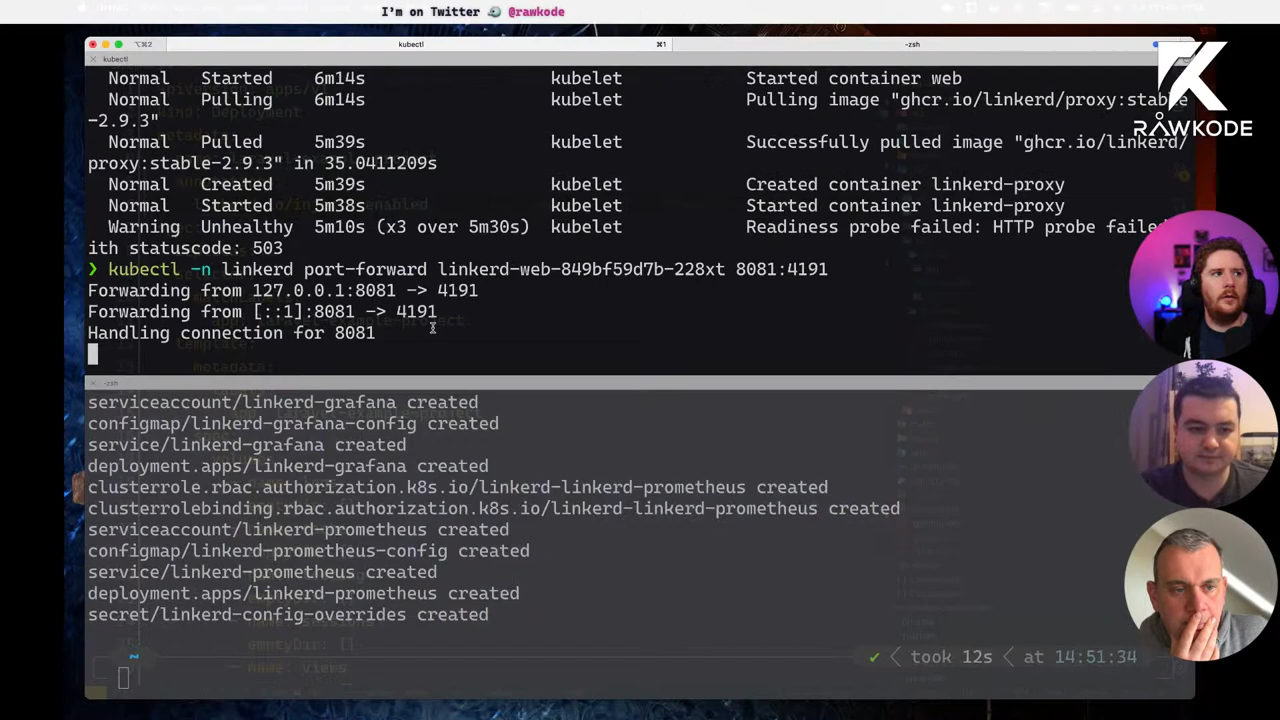 I'm on Twitter @rawkode
⌥⌘2
kubectl
⌘1
-zsh
kubectl
Normal Started 6m14s kubelet Started container web
Normal Pulling 6m14s kubelet Pulling image "ghcr.io/linkerd/proxy:stable
-2.9.3"
Normal Pulled 5m39s kubelet Successfully pulled image "ghcr.io/linkerd/
proxy:stable-2.9.3" in 35.0411209s
Normal Created 5m39s kubelet Created container linkerd-proxy
Normal Started 5m38s kubelet Started container linkerd-proxy
Warning Unhealthy 5m10s (x3 over 5m30s) kubelet Readiness probe failed: HTTP probe failed
ith statuscode: 503
❯ kubectl -n linkerd port-forward linkerd-web-849bf59d7b-228xt 8081:4191
Forwarding from 127.0.0.1:8081 -> 4191
Forwarding from [::1]:8081 -> 4191
Handling connection for 8081
-zsh
serviceaccount/linkerd-grafana created
configmap/linkerd-grafana-config created
service/linkerd-grafana created
deployment.apps/linkerd-grafana created
clusterrole.rbac.authorization.k8s.io/linkerd-linkerd-prometheus created
clusterrolebinding.rbac.authorization.k8s.io/linkerd-linkerd-prometheus created
serviceaccount/linkerd-prometheus created
configmap/linkerd-prometheus-config created
service/linkerd-prometheus created
deployment.apps/linkerd-prometheus created
secret/linkerd-config-overrides created
~ ✓ took 12s at 14:51:34
RAWKODE